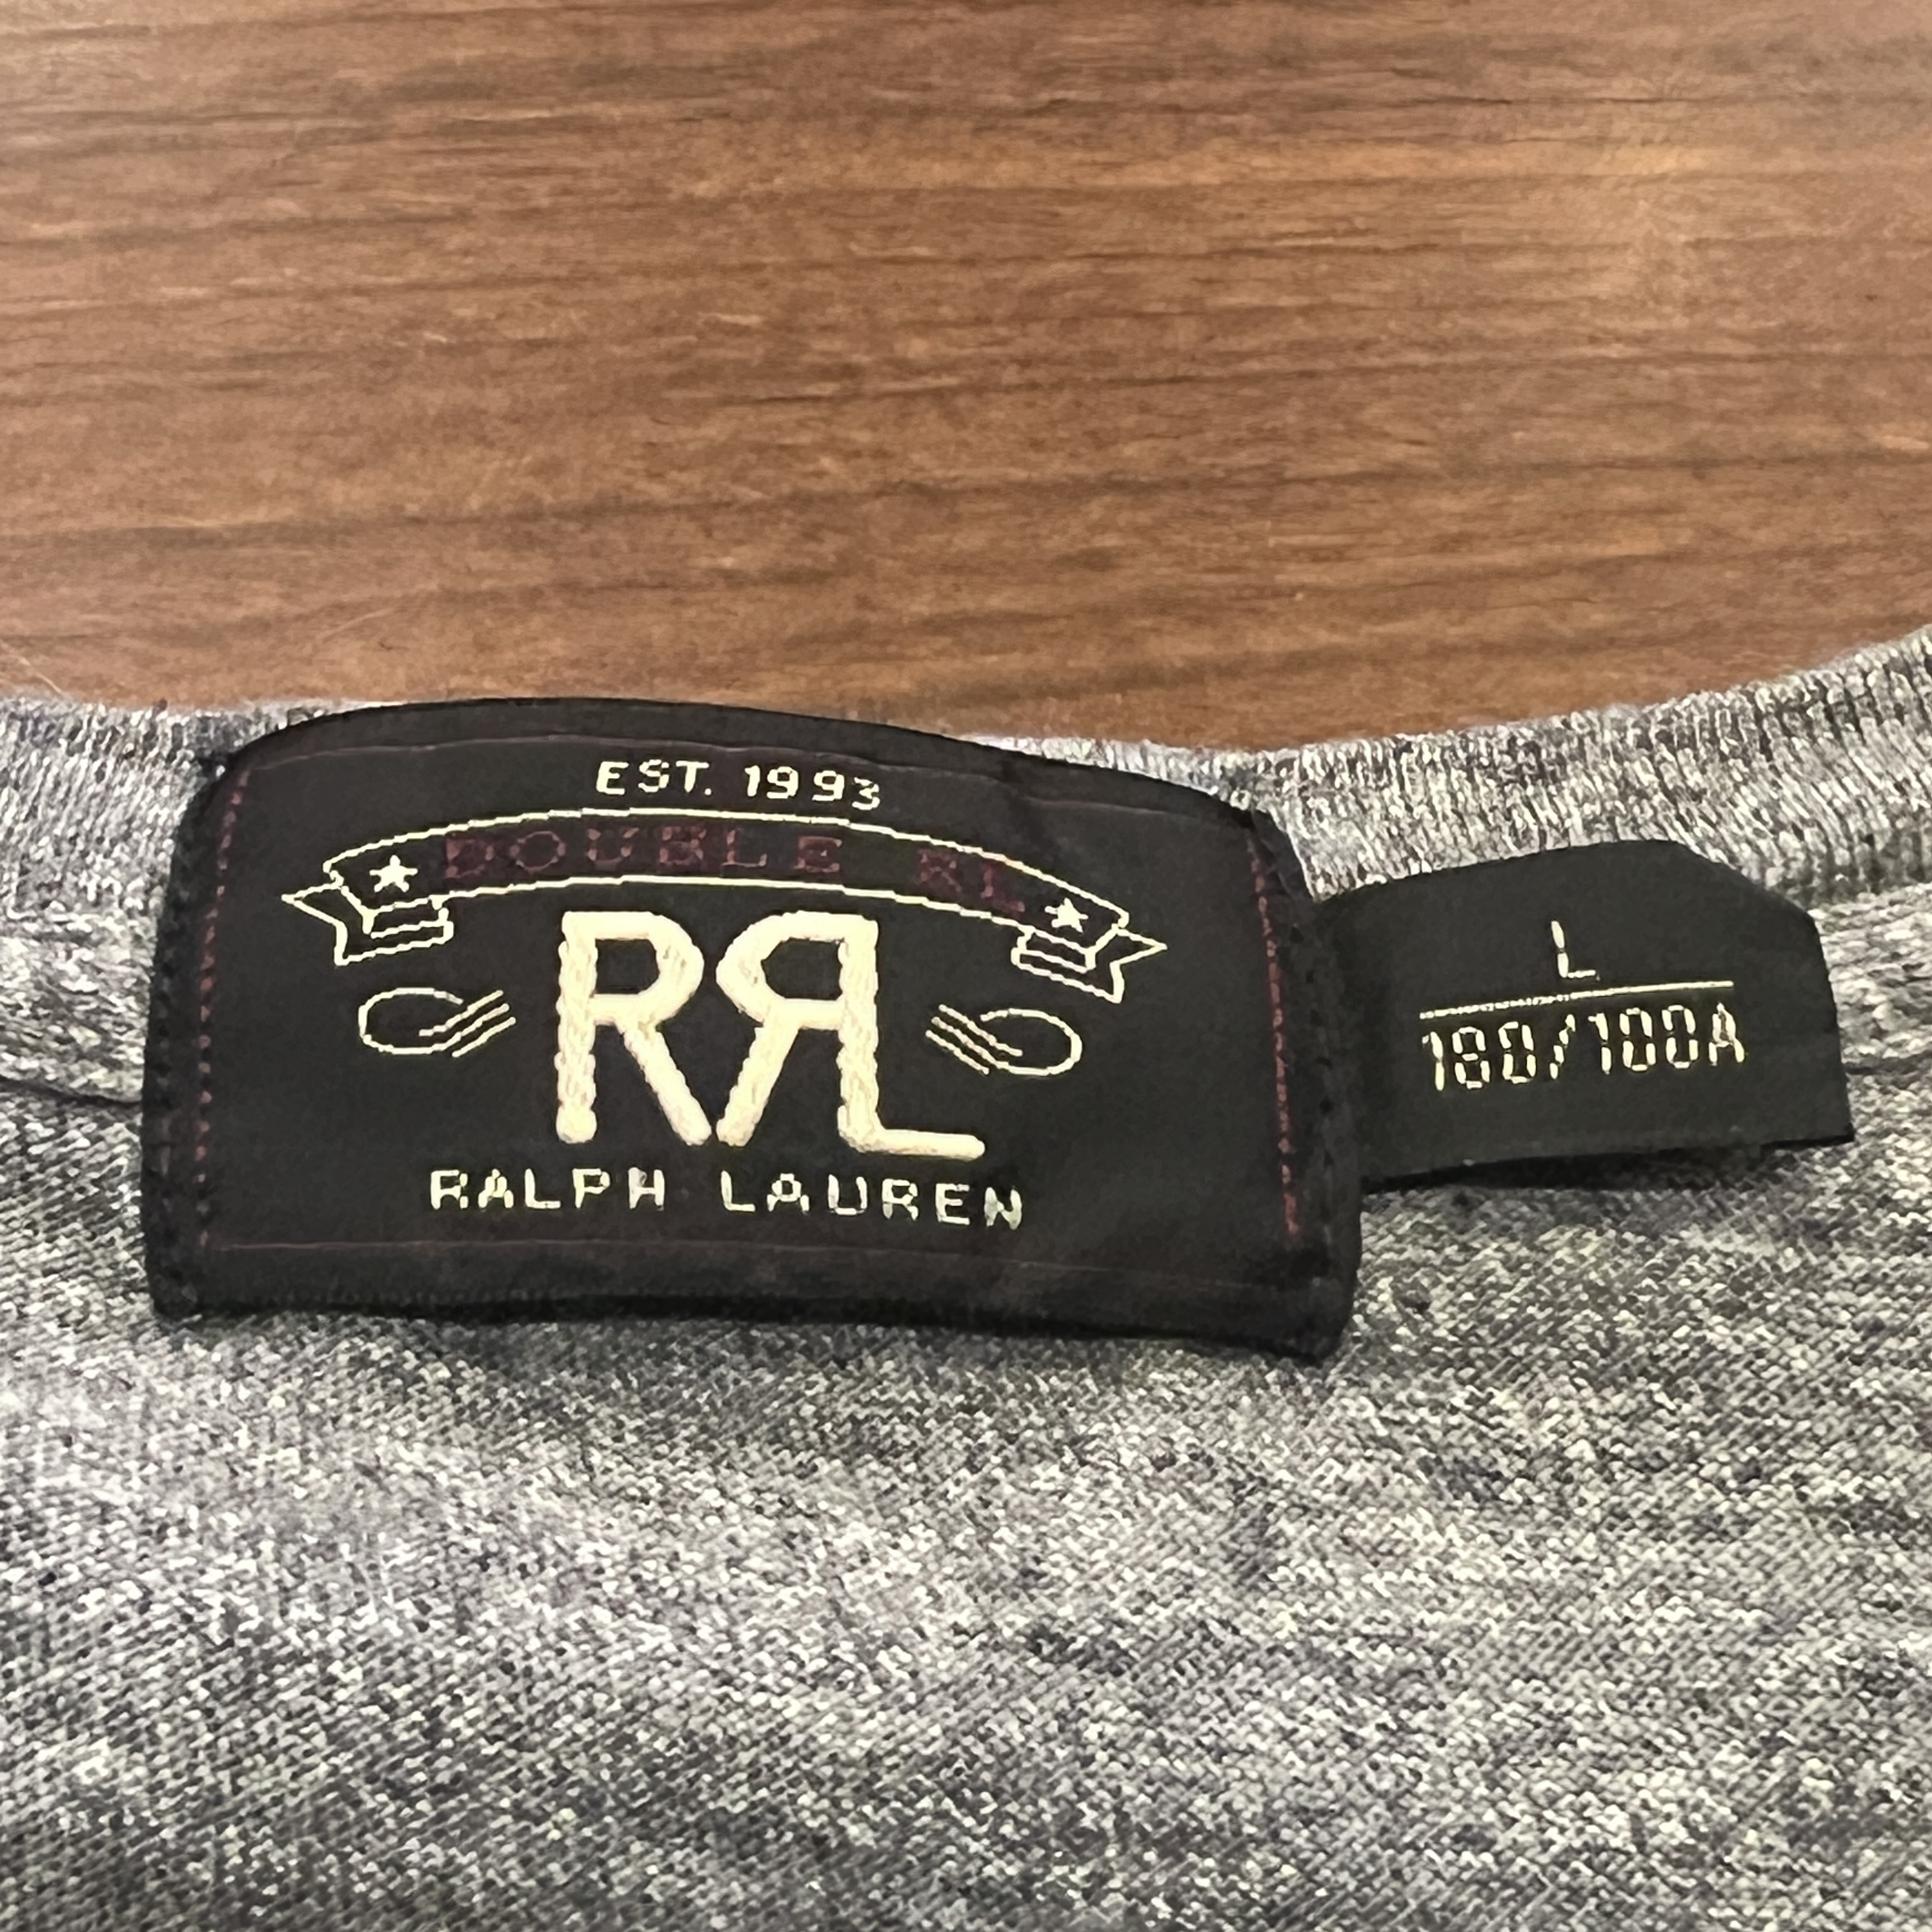 EST. 1993
DOUBLE RL
RRL
RALPH LAUREN
L
180/100A